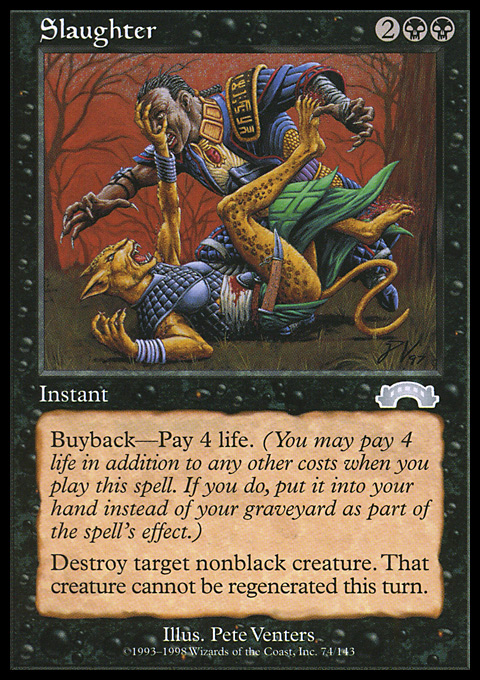 Slaughter 2
Instant
Buyback—Pay 4 life. (You may pay 4
life in addition to any other costs when you
play this spell. If you do, put it into your
hand instead of your graveyard as part of
the spell's effect.)
Destroy target nonblack creature. That
creature cannot be regenerated this turn.
Illus. Pete Venters
©1993–1998 Wizards of the Coast, Inc. 74/143